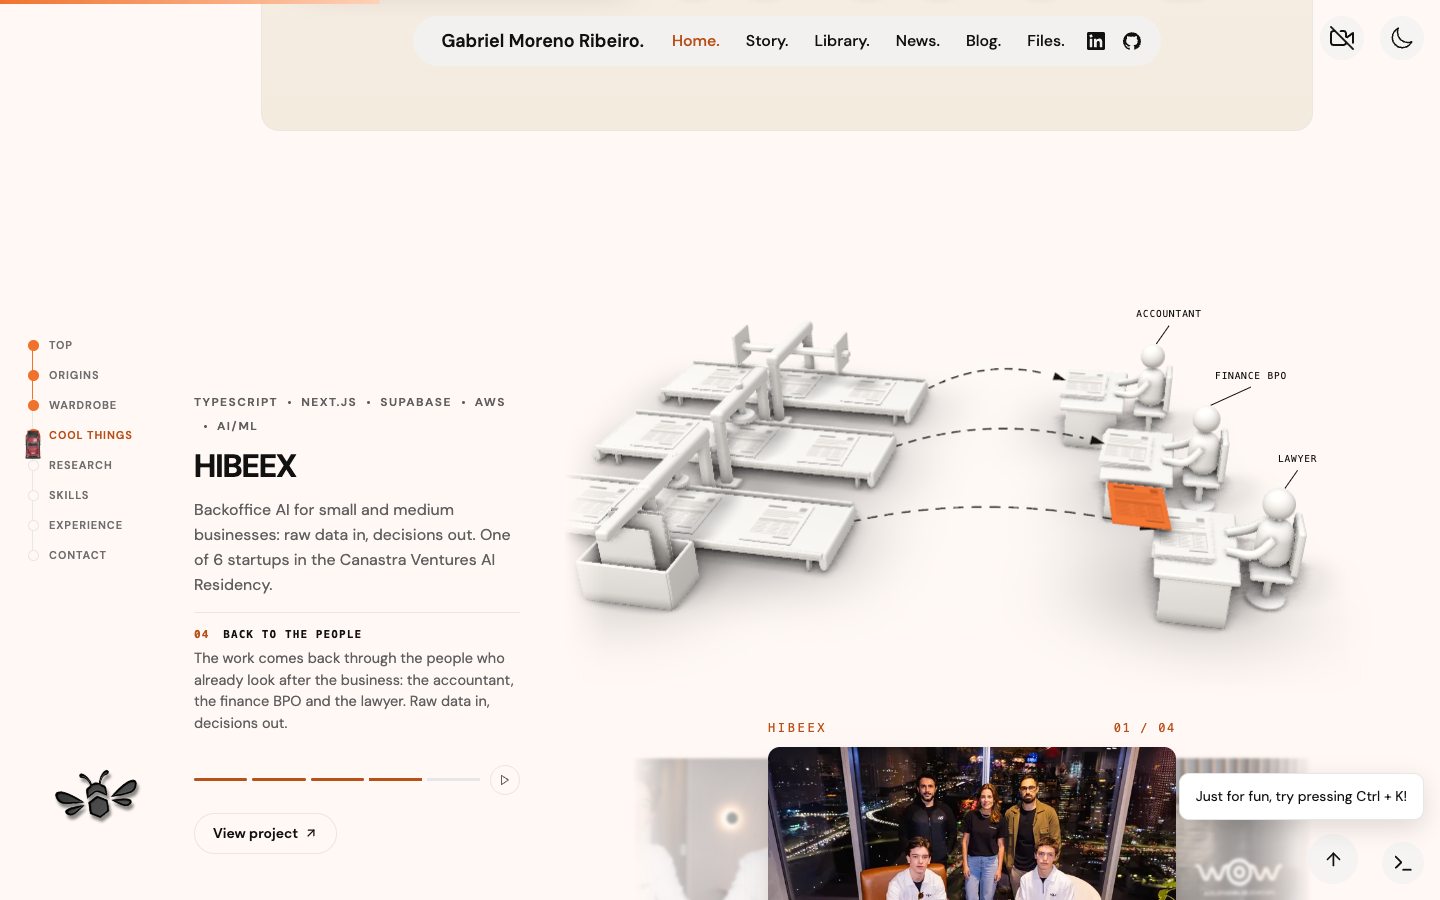 Gabriel Moreno Ribeiro.
Home.
Story.
Library.
News.
Blog.
Files.
TOP
ORIGINS
WARDROBE
COOL THINGS
RESEARCH
SKILLS
EXPERIENCE
CONTACT
TYPESCRIPT • NEXT.JS • SUPABASE • AWS
• AI/ML
HIBEEX
Backoffice AI for small and medium
businesses: raw data in, decisions out. One
of 6 startups in the Canastra Ventures AI
Residency.
04 BACK TO THE PEOPLE
The work comes back through the people who
already look after the business: the accountant,
the finance BPO and the lawyer. Raw data in,
decisions out.
View project
ACCOUNTANT
FINANCE BPO
LAWYER
HIBEEX
01 / 04
WOW
Just for fun, try pressing Ctrl + K!